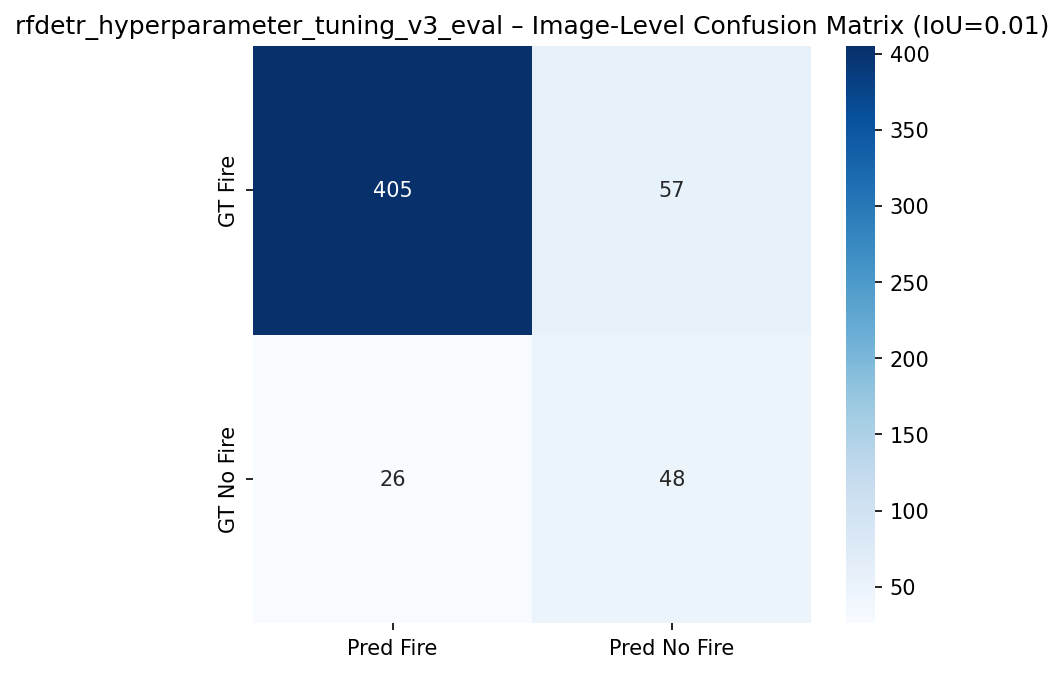 rfdetr_hyperparameter_tuning_v3_eval – Image-Level Confusion Matrix (IoU=0.01)
GT Fire
405
57
GT No Fire
26
48
Pred Fire
Pred No Fire
400
350
300
250
200
150
100
50